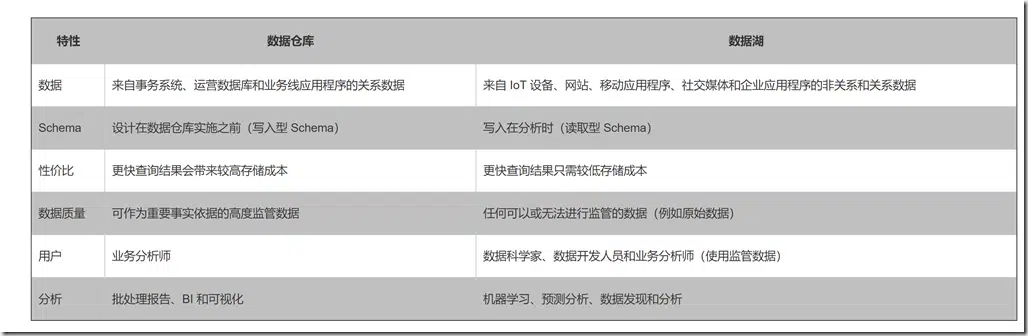 特性 数据仓库 数据湖
数据 来自事务系统、运营数据库和业务线应用程序的关系数据 来自 IoT 设备、网站、移动应用程序、社交媒体和企业应用程序的非关系和关系数据
Schema 设计在数据仓库实施之前（写入型 Schema） 写入在分析时（读取型 Schema）
性价比 更快查询结果会带来较高存储成本 更快查询结果只需较低存储成本
数据质量 可作为重要事实依据的高度监管数据 任何可以或无法进行监管的数据（例如原始数据）
用户 业务分析师 数据科学家、数据开发人员和业务分析师（使用监管数据）
分析 批处理报告、BI 和可视化 机器学习、预测分析、数据发现和分析